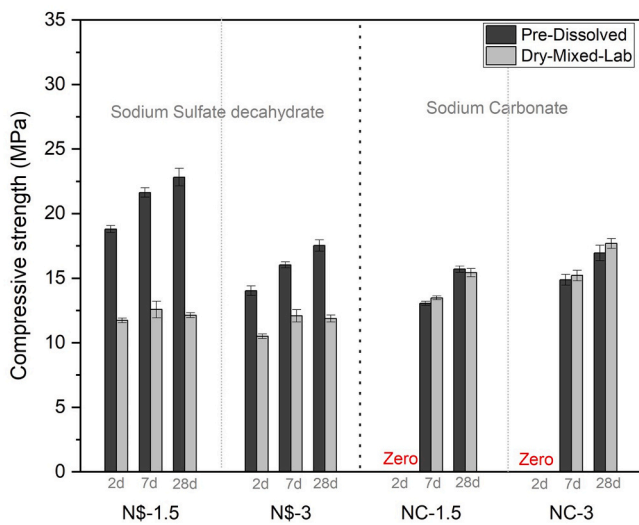 35
30
25
20
15
10
5
0
Compressive strength (MPa)
Pre-Dissolved
Dry-Mixed-Lab
Sodium Sulfate decahydrate
Sodium Carbonate
Zero
Zero
2d 7d 28d 2d 7d 28d 2d 7d 28d 2d 7d 28d
N$-1.5 N$-3 NC-1.5 NC-3